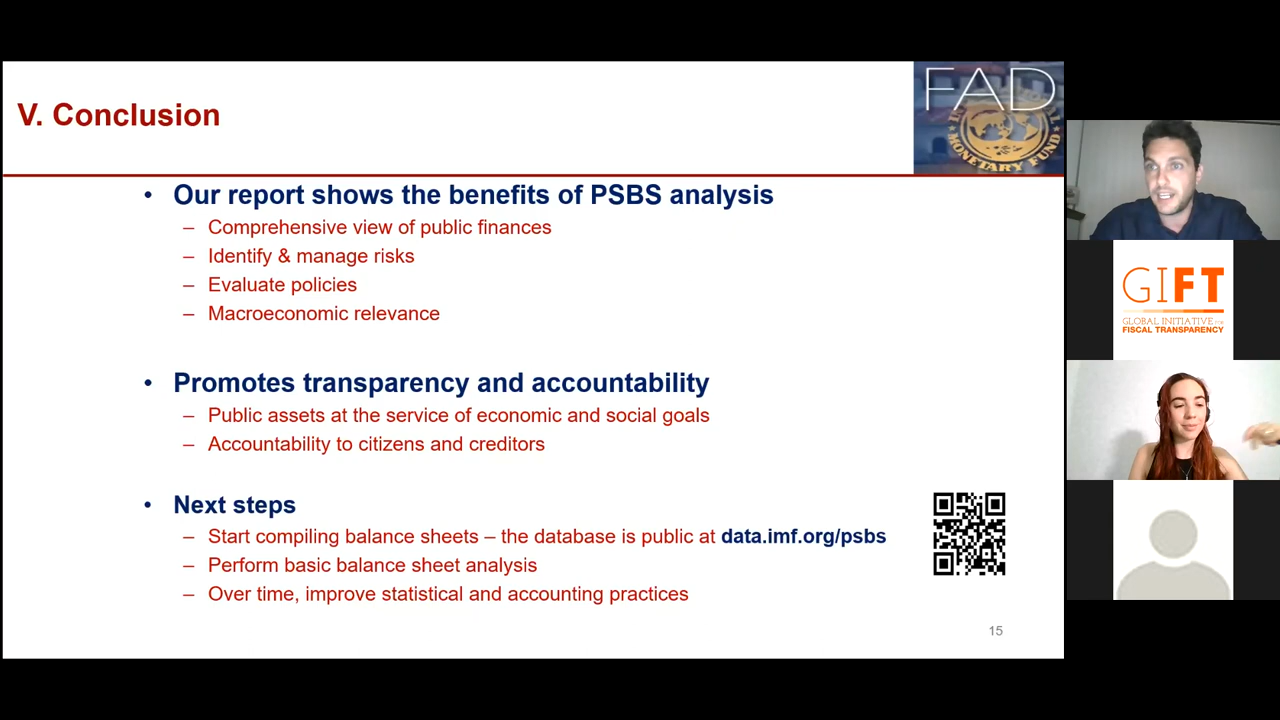 V. Conclusion
FAD
MONETARY FUND
• Our report shows the benefits of PSBS analysis
– Comprehensive view of public finances
– Identify & manage risks
– Evaluate policies
– Macroeconomic relevance
• Promotes transparency and accountability
– Public assets at the service of economic and social goals
– Accountability to citizens and creditors
• Next steps
– Start compiling balance sheets – the database is public at data.imf.org/psbs
– Perform basic balance sheet analysis
– Over time, improve statistical and accounting practices
15
GIFT
GLOBAL INITIATIVE FOR
FISCAL TRANSPARENCY